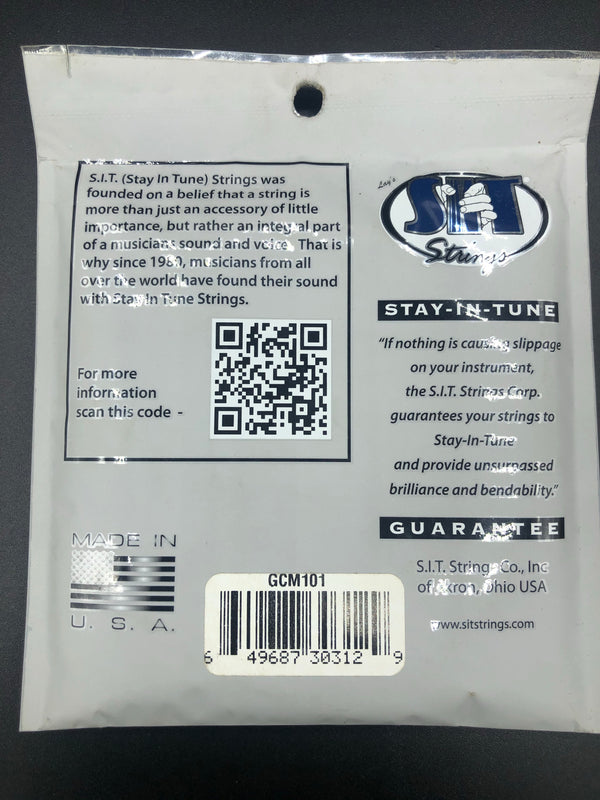 S.I.T. (Stay In Tune) Strings was
founded on a belief that a string is
more than just an accessory of little
importance, but rather an integral part
of a musicians sound and voice. That is
why since 1980, musicians from all
over the world have found their sound
with Stay In Tune Strings.
For more
information
scan this code -
MADE IN
U. S. A.
SIT
Strings
STAY-IN-TUNE
“If nothing is causing slippage
on your instrument,
the S.I.T. Strings Corp.
guarantees your strings to
Stay-In-Tune
and provide unsurpassed
brilliance and bendability.”
GUARANTEE
S.I.T. Strings Co., Inc
of Akron, Ohio USA
www.sitstrings.com
GCM101
6 49687 30312 9